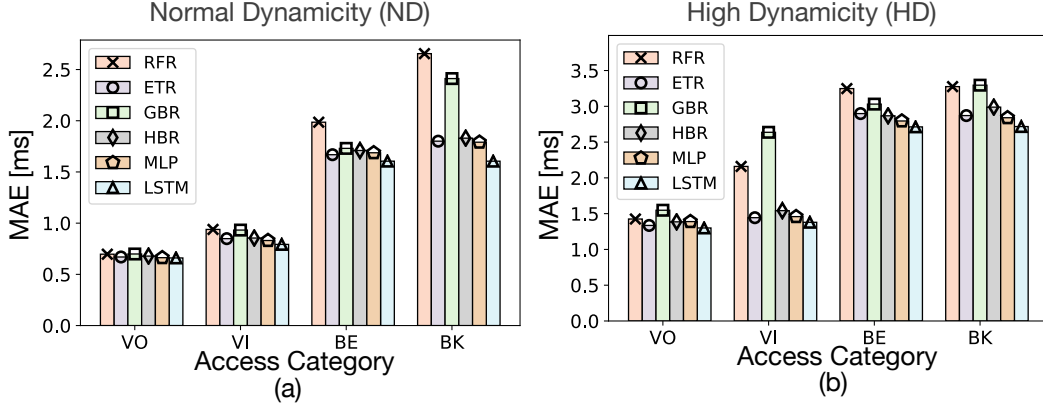 Normal Dynamicity (ND)
MAE [ms]
2.5
2.0
1.5
1.0
0.5
0.0
RFR
ETR
GBR
HBR
MLP
LSTM
VO VI BE BK
Access Category
(a)
High Dynamicity (HD)
MAE [ms]
3.5
3.0
2.5
2.0
1.5
1.0
0.5
0.0
RFR
ETR
GBR
HBR
MLP
LSTM
VO VI BE BK
Access Category
(b)